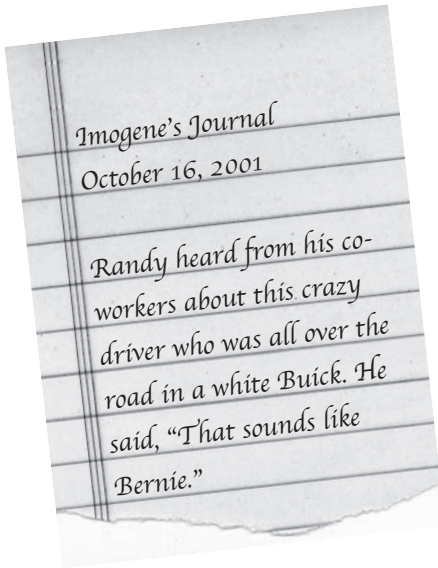 Imogene's Journal
October 16, 2001
Randy heard from his co-
workers about this crazy
driver who was all over the
road in a white Buick. He
said, “That sounds like
Bernie.”